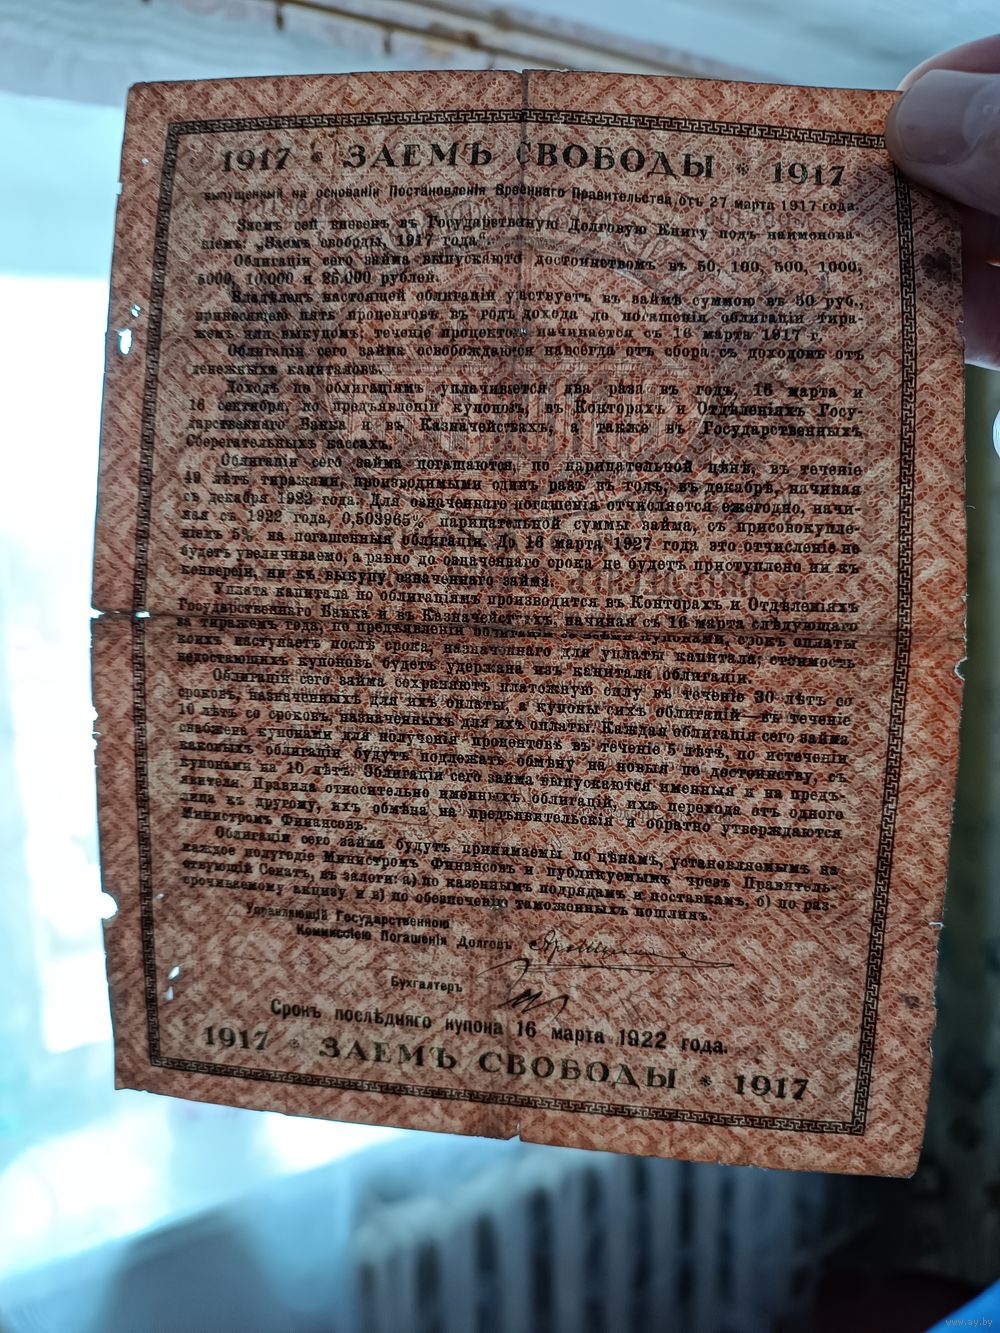 1917 * ЗАЕМЪ СВОБОДЫ * 1917
выпущенный на основаніи Постановленія Временнаго Правительства отъ 27 марта 1917 года.
Заемъ сей внесенъ въ Государственную Долговую Книгу подъ наименова-
ніемъ: „Заемъ свободы, 1917 года“.
Облигаціи сего займа выпускаются достоинствомъ въ 50, 100, 500, 1000,
5000, 10.000 и 25.000 рублей.
Владѣлецъ настоящей облигаціи участвуетъ въ займѣ суммою въ 50 руб.,
приносящею пять процентовъ въ годъ дохода до погашенія облигаціи тира-
жемъ или выкупомъ; теченіе процентовъ начинается съ 16 марта 1917 г.
Облигаціи сего займа освобождаются навсегда отъ сбора съ доходовъ отъ
денежныхъ капиталовъ.
Доходъ по облигаціямъ уплачивается два раза въ годъ, 16 марта и
16 сентября, по предъявленіи купоновъ, въ Конторахъ и Отдѣленіяхъ Госу-
дарственнаго Банка и въ Казначействахъ, а также въ Государственныхъ
Сберегательныхъ кассахъ.
Облигаціи сего займа погашаются, по нарицательной цѣнѣ, въ теченіе
49 лѣтъ тиражами, производимыми одинъ разъ въ годъ, въ декабрѣ, начиная
съ декабря 1922 года. Для означеннаго погашенія отчисляется ежегодно, начи-
ная съ 1922 года, 0,503965% нарицательной суммы займа, съ присовокупле-
ніемъ 5% на погашенныя облигаціи. До 16 марта 1927 года это отчисленіе не
будетъ увеличиваемо, а равно до означеннаго срока не будетъ приступлено ни къ
конверсіи, ни къ выкупу означеннаго займа.
Уплата капитала по облигаціямъ производится въ Конторахъ и Отдѣленіяхъ
Государственнаго Банка и въ Казначействахъ, начиная съ 16 марта слѣдующаго
за тиражемъ года, по предъявленіи облигаціи со всѣми купонами, срокъ оплаты
коихъ наступаетъ послѣ срока, назначеннаго для уплаты капитала; стоимость
недостающихъ купоновъ будетъ удержана изъ капитала облигаціи.
Облигаціи сего займа сохраняютъ платежную силу въ теченіе 30 лѣтъ со
сроковъ, назначенныхъ для ихъ оплаты, а купоны сихъ облигацій—въ теченіе
10 лѣтъ со сроковъ, назначенныхъ для ихъ оплаты. Каждая облигація сего займа
снабжена купонами для полученія процентовъ въ теченіе 5 лѣтъ, по истеченіи
каковыхъ облигаціи будутъ подлежать обмѣну на новыя по достоинству, съ
купонами на 10 лѣтъ. Облигаціи сего займа выпускаются именныя и на предъ-
явителя. Правила относительно именныхъ облигацій, ихъ перехода отъ одного
лица къ другому, ихъ обмѣна на предъявительскія и обратно утверждаются
Министромъ Финансовъ.
Облигаціи сего займа будутъ принимаемы по цѣнамъ, установляемымъ на
каждое полугодіе Министромъ Финансовъ и публикуемымъ чрезъ Правитель-
ствующій Сенатъ, въ залоги: а) по казеннымъ подрядамъ и поставкамъ, б) по раз-
срочиваемому акцизу и в) по обезпеченію таможенныхъ пошлинъ.
Управляющій Государственною
Комиссіею Погашенія Долговъ
Бухгалтеръ
Срокъ послѣдняго купона 16 марта 1922 года.
1917 * ЗАЕМЪ СВОБОДЫ * 1917
www.ay.by